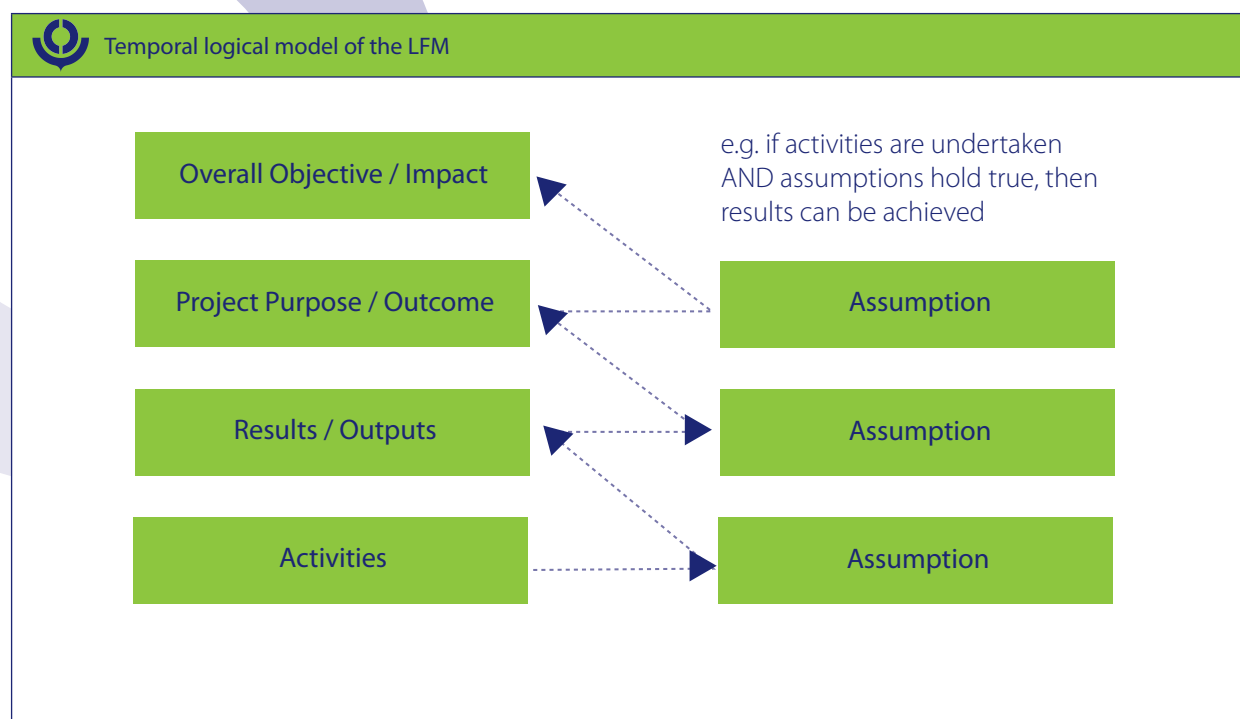 Temporal logical model of the LFM
Overall Objective / Impact
e.g. if activities are undertaken
AND assumptions hold true, then
results can be achieved
Project Purpose / Outcome
Assumption
Results / Outputs
Assumption
Activities
Assumption